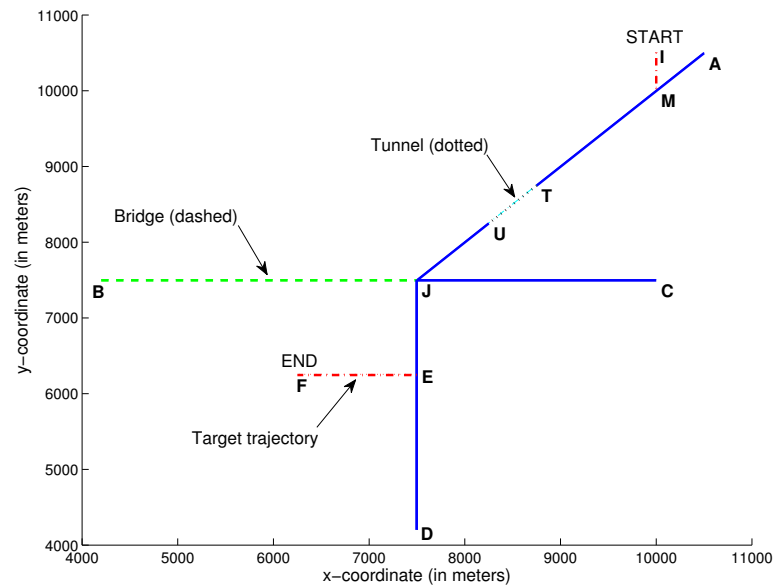 11000
START
I
A
10000
M
9000
Tunnel (dotted)
T
Bridge (dashed)
U
8000
B
J
C
7000
END
E
F
6000
Target trajectory
5000
D
4000
4000 5000 6000 7000 8000 9000 10000 11000
x−coordinate (in meters)
y−coordinate (in meters)